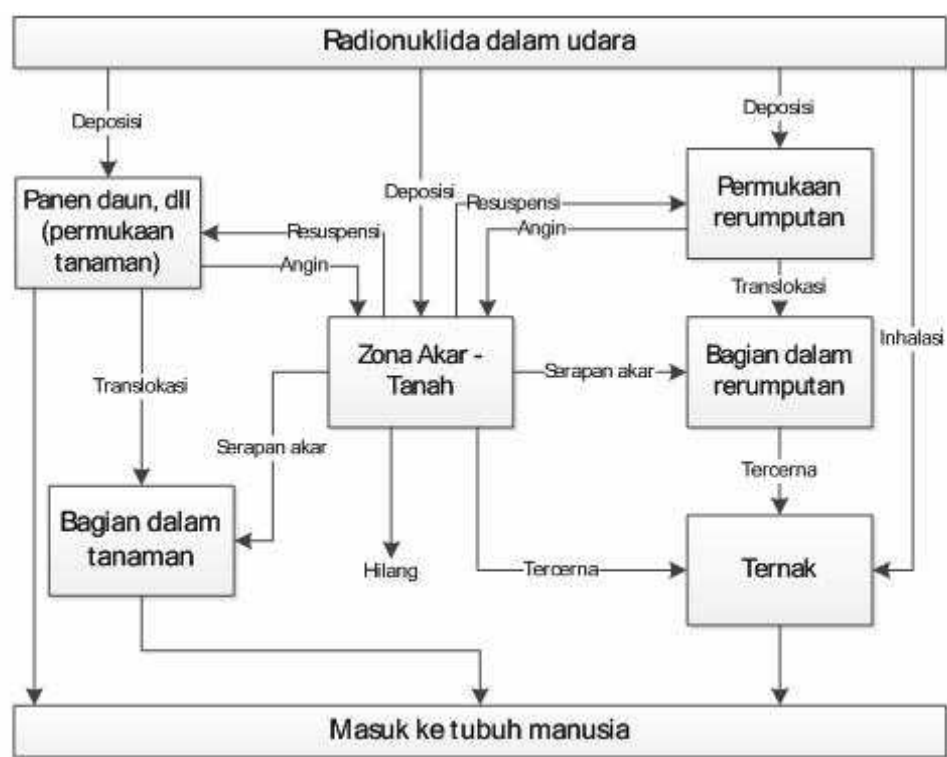 Radionuklida dalam udara
Deposisi
Deposisi
Deposisi
Inhalasi
Panen daun, dll
(permukaan
tanaman)
Resuspensi
Angin
Resuspensi
Angin
Permukaan
rerumputan
Translokasi
Zona Akar -
Tanah
Serapan akar
Bagian dalam
rerumputan
Translokasi
Serapan akar
Tercerna
Bagian dalam
tanaman
Hilang
Tercerna
Ternak
Masuk ke tubuh manusia